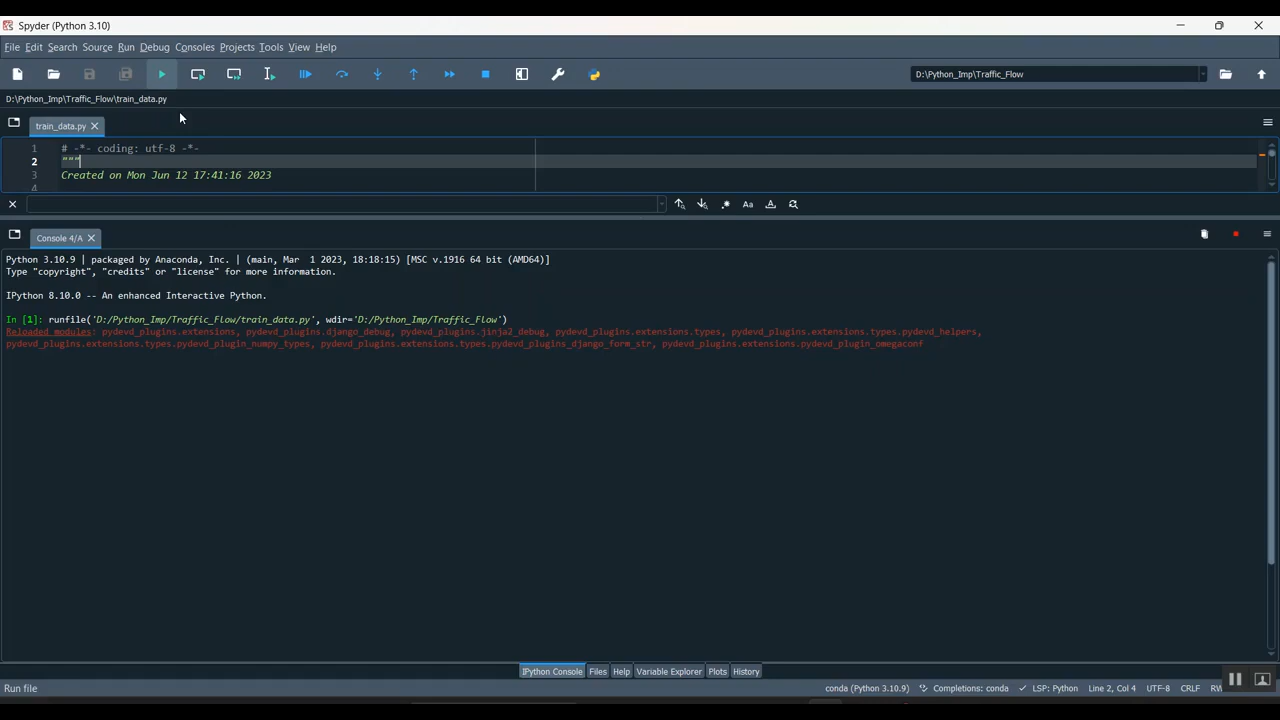 Spyder (Python 3.10)
File Edit Search Source Run Debug Consoles Projects Tools View Help
D:\Python_Imp\Traffic_Flow
D:\Python_Imp\Traffic_Flow\train_data.py
train_data.py
1 # -*- coding: utf-8 -*-
2 """
3 Created on Mon Jun 12 17:41:16 2023
4
Aa
Console 4/A
Python 3.10.9 | packaged by Anaconda, Inc. | (main, Mar  1 2023, 18:18:15) [MSC v.1916 64 bit (AMD64)]
Type "copyright", "credits" or "license" for more information.
IPython 8.10.0 -- An enhanced Interactive Python.
In [1]: runfile('D:/Python_Imp/Traffic_Flow/train_data.py', wdir='D:/Python_Imp/Traffic_Flow')
Reloaded modules: pydevd_plugins.extensions, pydevd_plugins.django_debug, pydevd_plugins.jinja2_debug, pydevd_plugins.extensions.types, pydevd_plugins.extensions.types.pydevd_helpers,
pydevd_plugins.extensions.types.pydevd_plugin_numpy_types, pydevd_plugins.extensions.types.pydevd_plugins_django_form_str, pydevd_plugins.extensions.pydevd_plugin_omegaconf
IPython Console Files Help Variable Explorer Plots History
Run file conda (Python 3.10.9) Completions: conda LSP: Python Line 2, Col 4 UTF-8 CRLF RW